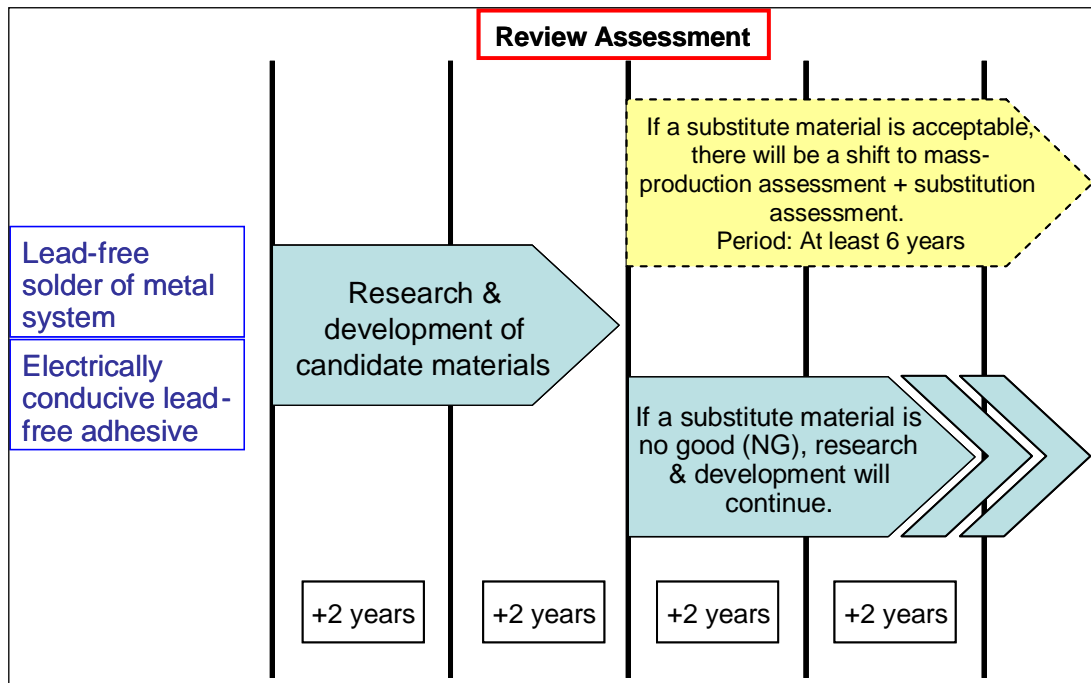 Review Assessment
If a substitute material is acceptable,
there will be a shift to mass-
production assessment + substitution
assessment.
Period: At least 6 years
Lead-free
solder of metal
system
Electrically
conducive lead-
free adhesive
Research &
development of
candidate materials
If a substitute material is
no good (NG), research
& development will
continue.
+2 years
+2 years
+2 years
+2 years